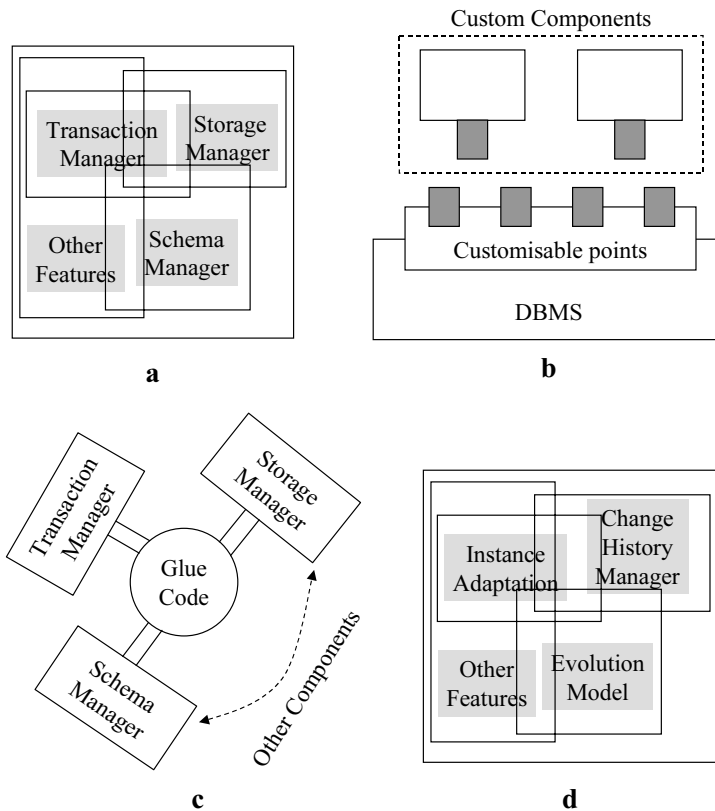 Transaction
Manager
Storage
Manager
Other
Features
Schema
Manager
a
Custom Components
Customisable points
DBMS
b
Transaction
Manager
Storage
Manager
Glue
Code
Schema
Manager
Other Components
c
Instance
Adaptation
Change
History
Manager
Other
Features
Evolution
Model
d